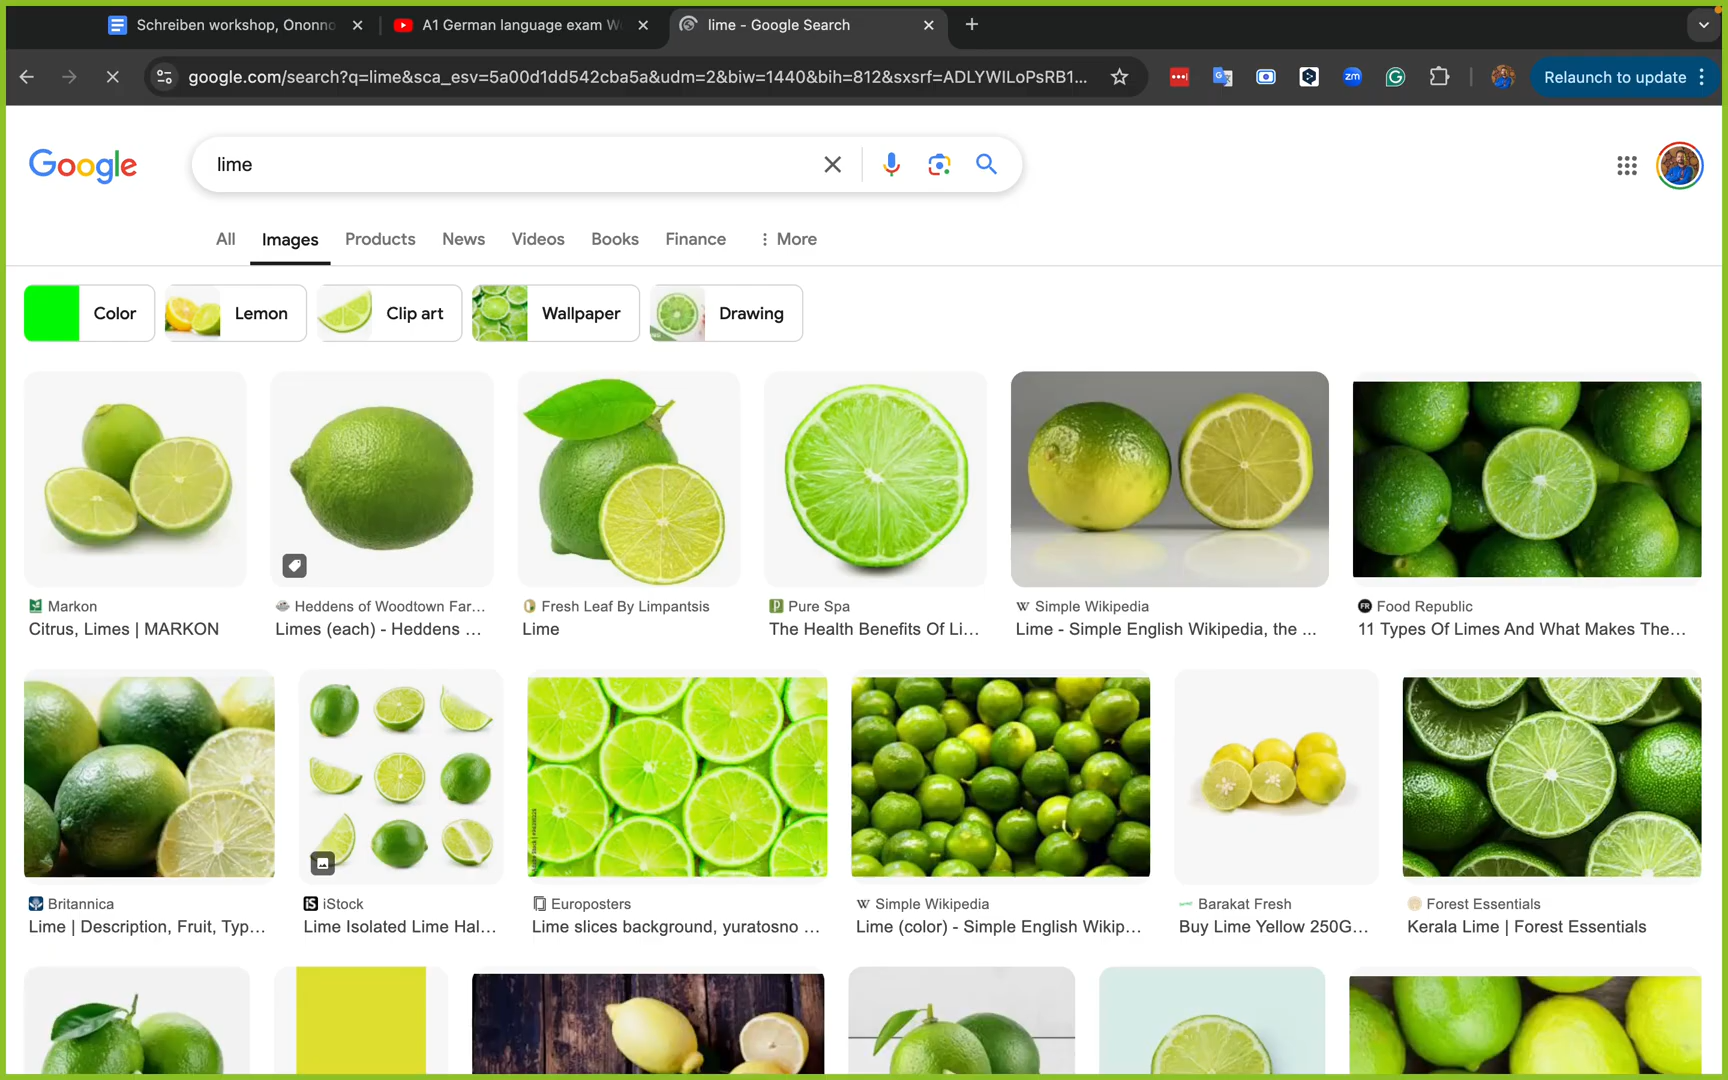 Schreiben workshop, Ononno
A1 German language exam W
lime - Google Search
google.com/search?q=lime&sca_esv=5a00d1dd542cba5a&udm=2&biw=1440&bih=812&sxsrf=ADLYWILoPsRB1...
zm
Relaunch to update
Google
lime
All Images Products News Videos Books Finance More
Color Lemon Clip art Wallpaper Drawing
Markon
Citrus, Limes | MARKON
Heddens of Woodtown Far...
Limes (each) - Heddens ...
Fresh Leaf By Limpantsis
Lime
Pure Spa
The Health Benefits Of Li...
Simple Wikipedia
Lime - Simple English Wikipedia, the ...
Food Republic
11 Types Of Limes And What Makes The...
Britannica
Lime | Description, Fruit, Typ...
iStock
Lime Isolated Lime Hal...
Europosters
Lime slices background, yuratosno ...
Simple Wikipedia
Lime (color) - Simple English Wikip...
Barakat Fresh
Buy Lime Yellow 250G...
Forest Essentials
Kerala Lime | Forest Essentials